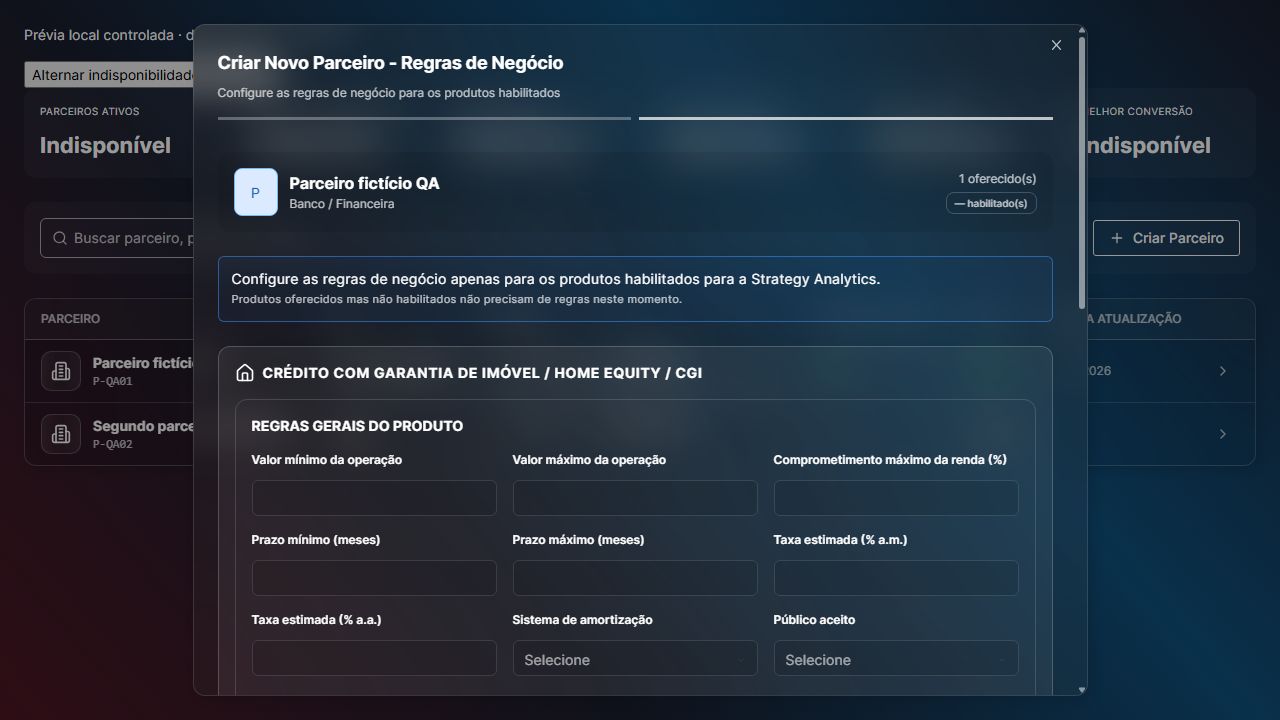 Prévia local controlada · d
Alternar indisponibilidad
PARCEIROS ATIVOS
Indisponível
ELHOR CONVERSÃO
ndisponível
Buscar parceiro, p
Criar Parceiro
PARCEIRO
A ATUALIZAÇÃO
Parceiro fictíci
P-QA01
2026
Segundo parce
P-QA02
Criar Novo Parceiro - Regras de Negócio
Configure as regras de negócio para os produtos habilitados
P
Parceiro fictício QA
Banco / Financeira
1 oferecido(s)
— habilitado(s)
Configure as regras de negócio apenas para os produtos habilitados para a Strategy Analytics.
Produtos oferecidos mas não habilitados não precisam de regras neste momento.
CRÉDITO COM GARANTIA DE IMÓVEL / HOME EQUITY / CGI
REGRAS GERAIS DO PRODUTO
Valor mínimo da operação
Valor máximo da operação
Comprometimento máximo da renda (%)
Prazo mínimo (meses)
Prazo máximo (meses)
Taxa estimada (% a.m.)
Taxa estimada (% a.a.)
Sistema de amortização
Público aceito
Selecione
Selecione